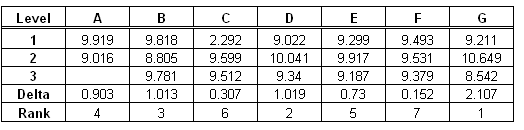 Level A B C D E F G
1 9.919 9.818 2.292 9.022 9.299 9.493 9.211
2 9.016 8.805 9.599 10.041 9.917 9.531 10.649
3 9.781 9.512 9.34 9.187 9.379 8.542
Delta 0.903 1.013 0.307 1.019 0.73 0.152 2.107
Rank 4 3 6 2 5 7 1